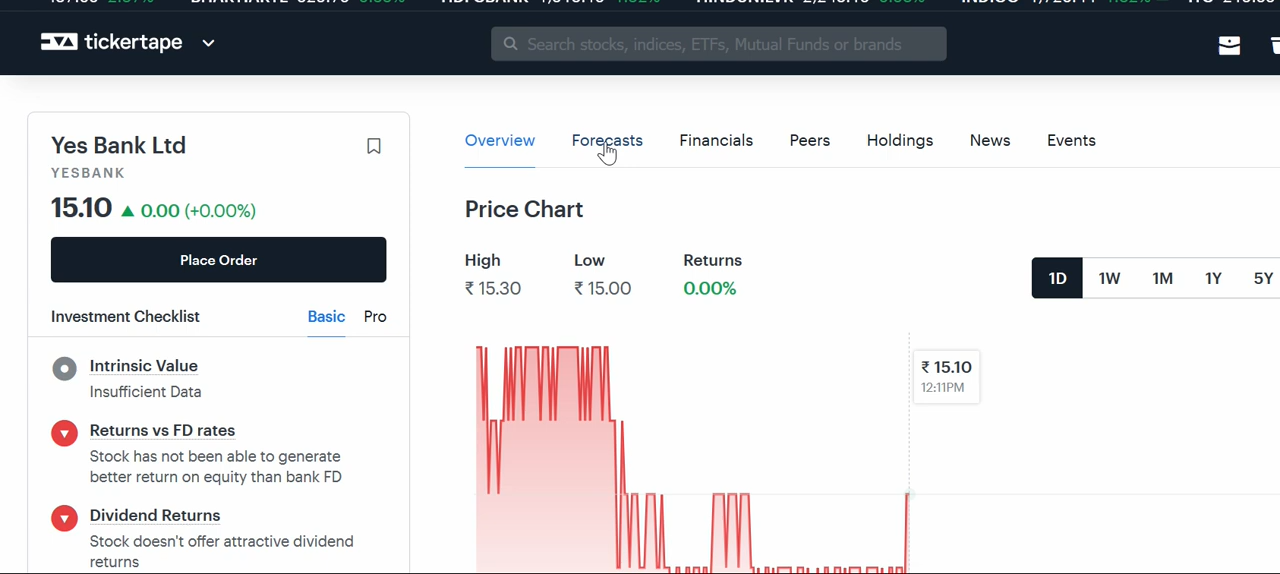 tickertape
Search stocks, indices, ETFs, Mutual Funds or brands
Yes Bank Ltd
YESBANK
15.10 ▲ 0.00 (+0.00%)
Place Order
Investment Checklist Basic Pro
Intrinsic Value
Insufficient Data
Returns vs FD rates
Stock has not been able to generate
better return on equity than bank FD
Dividend Returns
Stock doesn't offer attractive dividend
returns
Overview Forecasts Financials Peers Holdings News Events
Price Chart
High Low Returns
₹ 15.30 ₹ 15.00 0.00%
1D 1W 1M 1Y 5Y
₹ 15.10
12:11PM